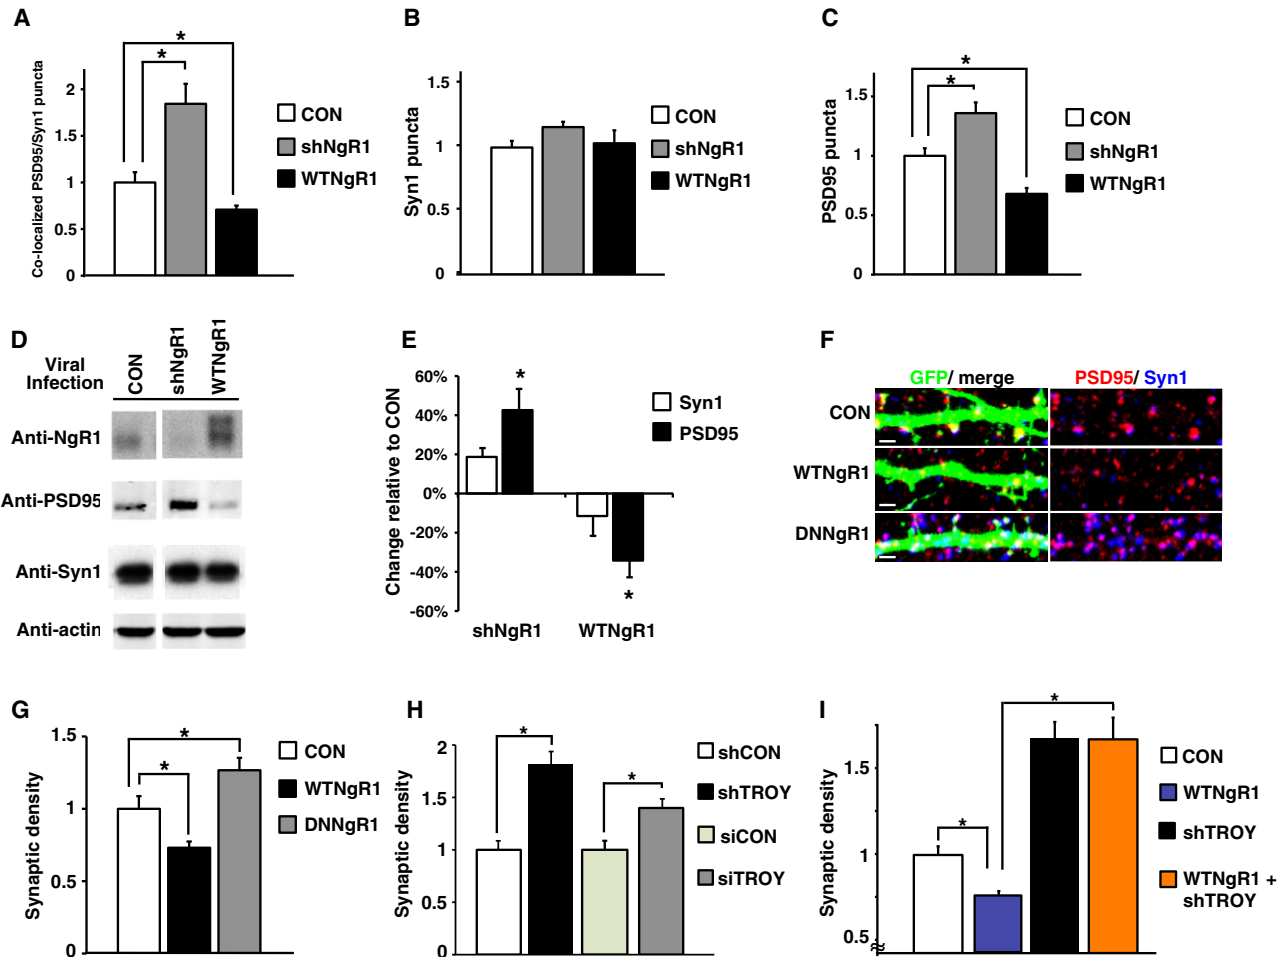 A
Co-localized PSD95/Syn1 puncta
2
1.5
1
0.5
0
*
*
CON
shNgR1
WTNgR1
B
Syn1 puncta
1.5
1
0.5
0
CON
shNgR1
WTNgR1
C
PSD95 puncta
1.5
1
0.5
0
*
*
CON
shNgR1
WTNgR1
D
Viral
Infection
CON
shNgR1
WTNgR1
Anti-NgR1
Anti-PSD95
Anti-Syn1
Anti-actin
E
Change relative to CON
60%
40%
20%
0%
-20%
-40%
-60%
*
*
shNgR1
WTNgR1
Syn1
PSD95
F
GFP/ merge
PSD95/ Syn1
CON
WTNgR1
DNNgR1
G
Synaptic density
1.5
1
0.5
0
*
*
CON
WTNgR1
DNNgR1
H
Synaptic density
2
1.5
1
0.5
0
*
*
shCON
shTROY
siCON
siTROY
I
Synaptic density
1.5
1
0.5
*
*
CON
WTNgR1
shTROY
WTNgR1 +
shTROY